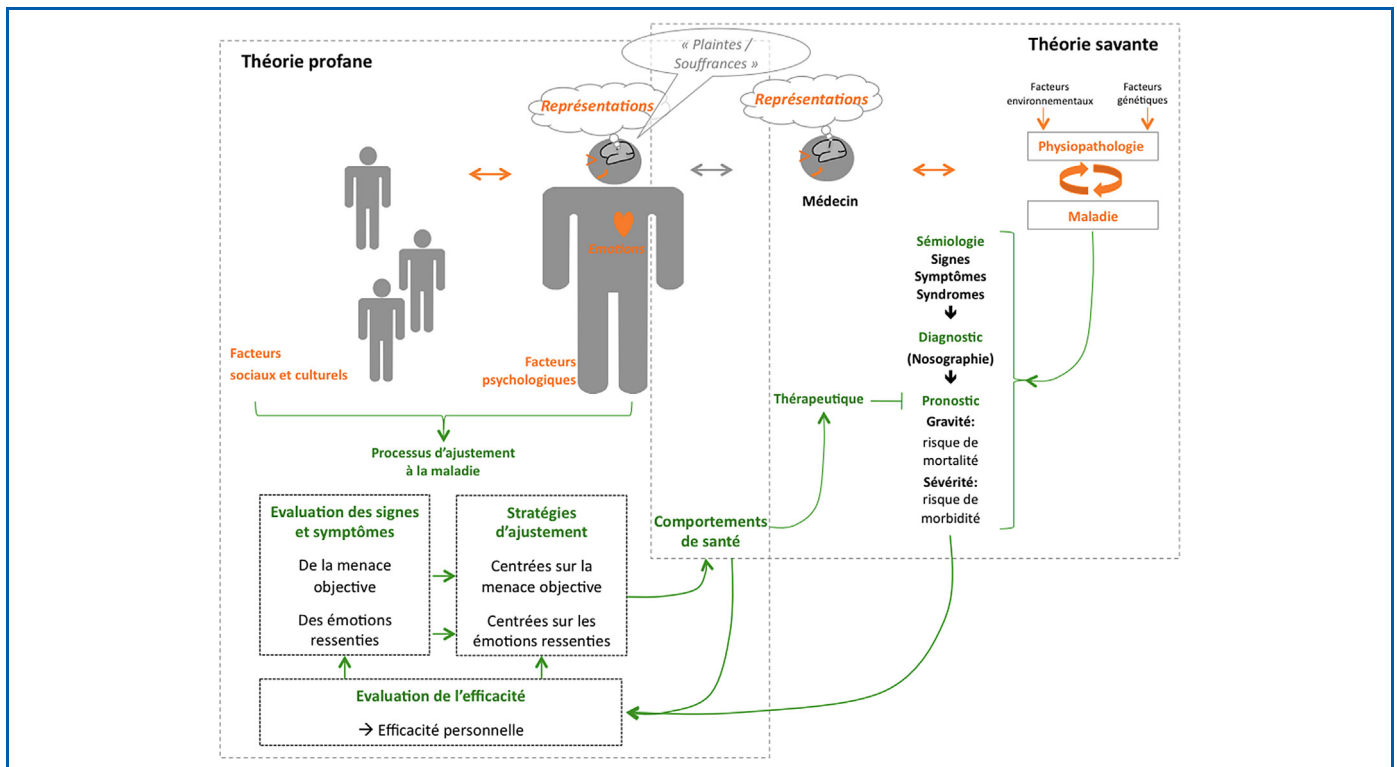 Théorie profane
« Plaintes /
Souffrances »
Théorie savante
Représentations
Représentations
Facteurs
environnementaux
Facteurs
génétiques
Physiopathologie
Maladie
Médecin
Emotions
Facteurs
sociaux et culturels
Facteurs
psychologiques
Sémiologie
Signes
Symptômes
Syndromes
Diagnostic
(Nosographie)
Thérapeutique
Pronostic
Gravité:
risque de
mortalité
Sévérité:
risque de
morbidité
Processus d'ajustement
à la maladie
Evaluation des signes
et symptômes
De la menace
objective
Des émotions
ressenties
Stratégies
d'ajustement
Centrées sur la
menace objective
Centrées sur les
émotions ressenties
Comportements
de santé
Evaluation de l'efficacité
→ Efficacité personnelle